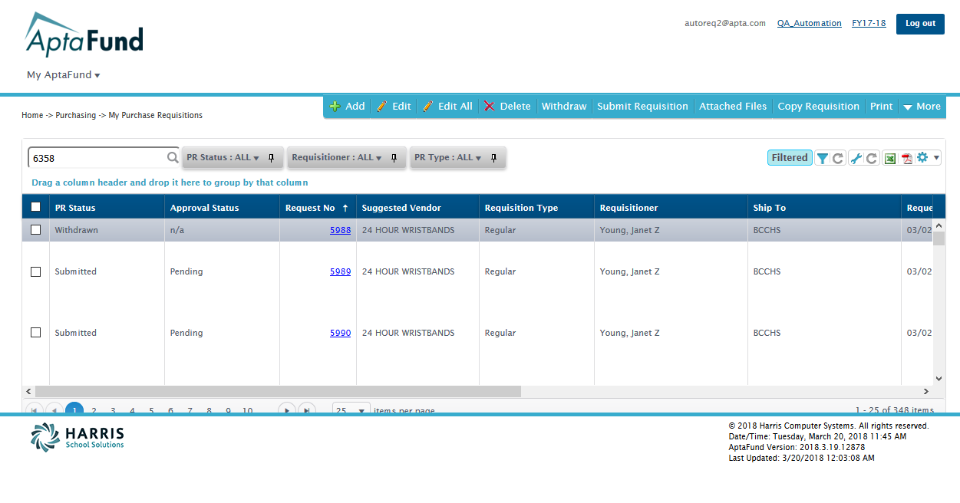 AptaFund
autoreq2@apta.com QA_Automation FY17-18 Log out
My AptaFund
Home -> Purchasing -> My Purchase Requisitions
Add Edit Edit All Delete Withdraw Submit Requisition Attached Files Copy Requisition Print More
6358 PR Status : ALL Requisitioner : ALL PR Type : ALL Filtered
Drag a column header and drop it here to group by that column
PR Status Approval Status Request No ↑ Suggested Vendor Requisition Type Requisitioner Ship To Reque
Withdrawn n/a 5988 24 HOUR WRISTBANDS Regular Young, Janet Z BCCHS 03/02
Submitted Pending 5989 24 HOUR WRISTBANDS Regular Young, Janet Z BCCHS 03/02
Submitted Pending 5990 24 HOUR WRISTBANDS Regular Young, Janet Z BCCHS 03/02
1 2 3 4 5 6 7 8 9 10 25 items per page 1 - 25 of 348 items
HARRIS
School Solutions
© 2018 Harris Computer Systems. All rights reserved.
Date/Time: Tuesday, March 20, 2018 11:45 AM
AptaFund Version: 2018.3.19.12878
Last Updated: 3/20/2018 12:03:08 AM